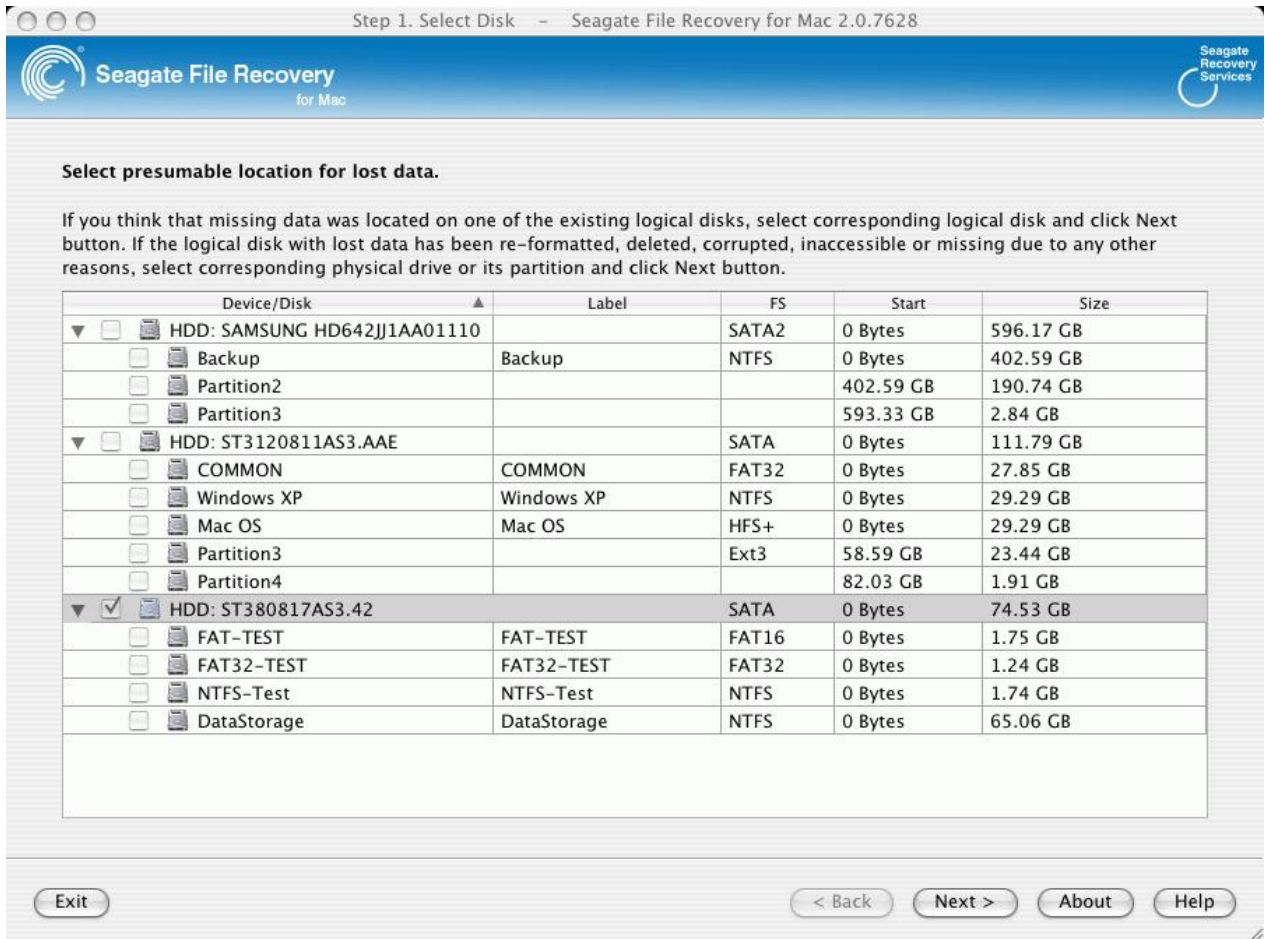 Step 1. Select Disk – Seagate File Recovery for Mac 2.0.7628
Seagate File Recovery
for Mac
Seagate
Recovery
Services
Select presumable location for lost data.
If you think that missing data was located on one of the existing logical disks, select corresponding logical disk and click Next
button. If the logical disk with lost data has been re-formatted, deleted, corrupted, inaccessible or missing due to any other
reasons, select corresponding physical drive or its partition and click Next button.
Device/Disk Label FS Start Size
HDD: SAMSUNG HD642JJ1AA01110 SATA2 0 Bytes 596.17 GB
Backup Backup NTFS 0 Bytes 402.59 GB
Partition2 402.59 GB 190.74 GB
Partition3 593.33 GB 2.84 GB
HDD: ST3120811AS3.AAE SATA 0 Bytes 111.79 GB
COMMON COMMON FAT32 0 Bytes 27.85 GB
Windows XP Windows XP NTFS 0 Bytes 29.29 GB
Mac OS Mac OS HFS+ 0 Bytes 29.29 GB
Partition3 Ext3 58.59 GB 23.44 GB
Partition4 82.03 GB 1.91 GB
HDD: ST380817AS3.42 SATA 0 Bytes 74.53 GB
FAT-TEST FAT-TEST FAT16 0 Bytes 1.75 GB
FAT32-TEST FAT32-TEST FAT32 0 Bytes 1.24 GB
NTFS-Test NTFS-Test NTFS 0 Bytes 1.74 GB
DataStorage DataStorage NTFS 0 Bytes 65.06 GB
Exit < Back Next > About Help